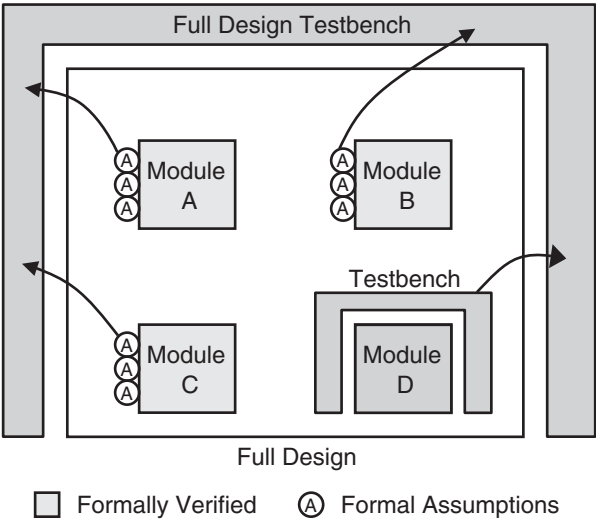 Full Design Testbench
A
A
A
Module
A
A
A
A
Module
B
Testbench
A
A
A
Module
C
Module
D
Full Design
Formally Verified
A Formal Assumptions